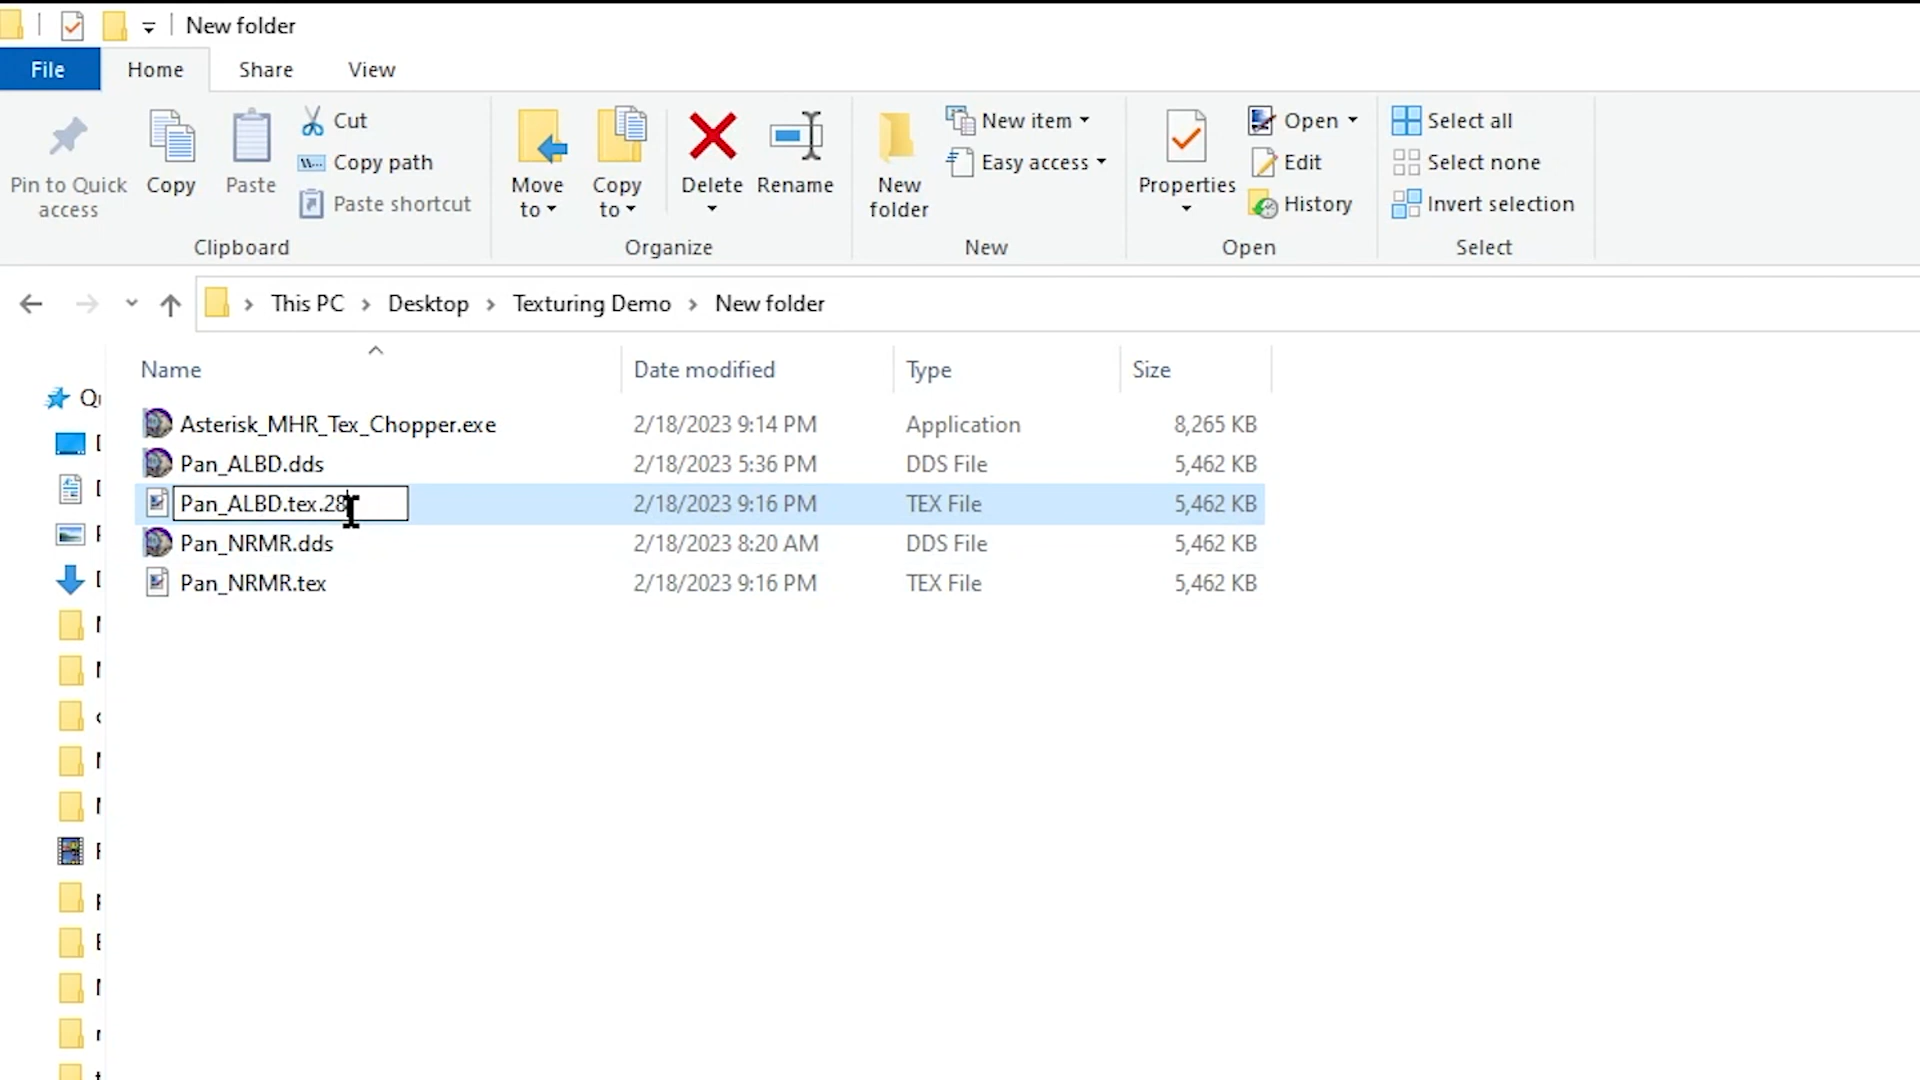 New folder
File Home Share View
Pin to Quick access
Copy
Paste
Cut
Copy path
Paste shortcut
Clipboard
Move to
Copy to
Delete
Rename
Organize
New folder
New item
Easy access
New
Properties
Open
Edit
History
Open
Select all
Select none
Invert selection
Select
This PC > Desktop > Texturing Demo > New folder
Name Date modified Type Size
Asterisk_MHR_Tex_Chopper.exe 2/18/2023 9:14 PM Application 8,265 KB
Pan_ALBD.dds 2/18/2023 5:36 PM DDS File 5,462 KB
Pan_ALBD.tex.28 2/18/2023 9:16 PM TEX File 5,462 KB
Pan_NRMR.dds 2/18/2023 8:20 AM DDS File 5,462 KB
Pan_NRMR.tex 2/18/2023 9:16 PM TEX File 5,462 KB